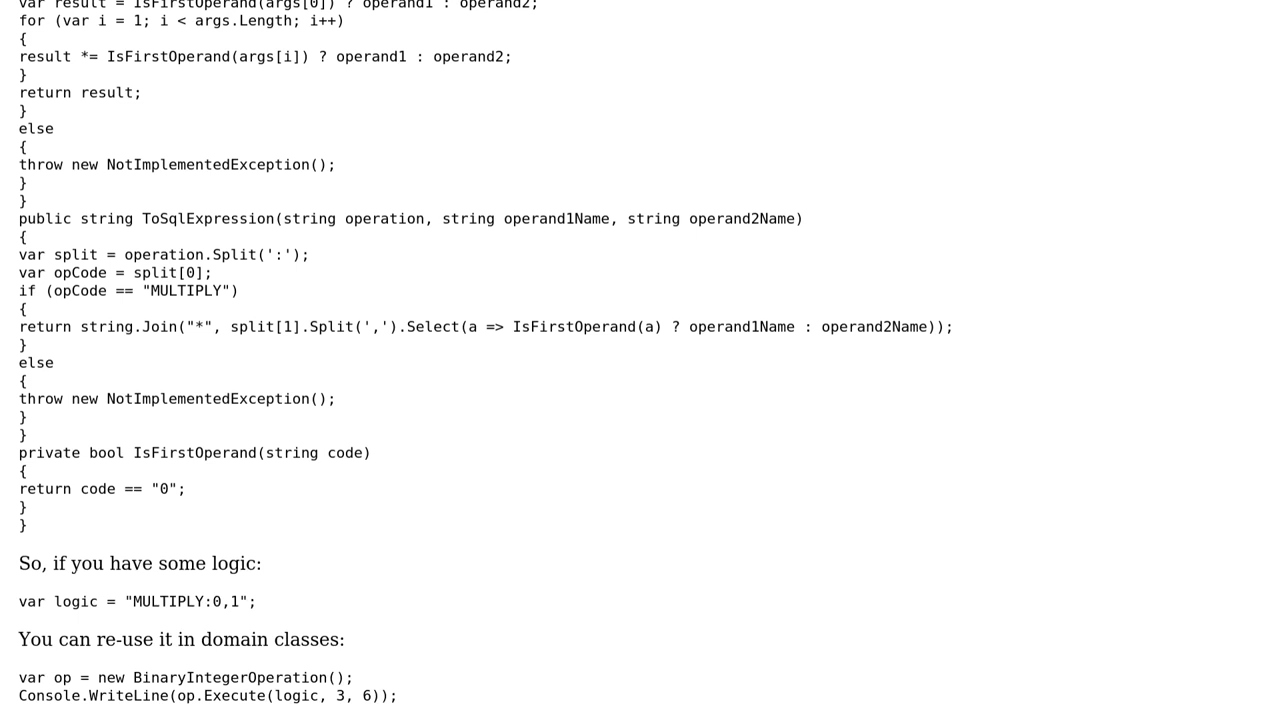 var result = IsFirstOperand(args[0]) ? operand1 : operand2;
for (var i = 1; i < args.Length; i++)
{
result *= IsFirstOperand(args[i]) ? operand1 : operand2;
}
return result;
}
else
{
throw new NotImplementedException();
}
}
public string ToSqlExpression(string operation, string operand1Name, string operand2Name)
{
var split = operation.Split(':');
var opCode = split[0];
if (opCode == "MULTIPLY")
{
return string.Join("*", split[1].Split(',').Select(a => IsFirstOperand(a) ? operand1Name : operand2Name));
}
else
{
throw new NotImplementedException();
}
}
private bool IsFirstOperand(string code)
{
return code == "0";
}
}
So, if you have some logic:
var logic = "MULTIPLY:0,1";
You can re-use it in domain classes:
var op = new BinaryIntegerOperation();
Console.WriteLine(op.Execute(logic, 3, 6));